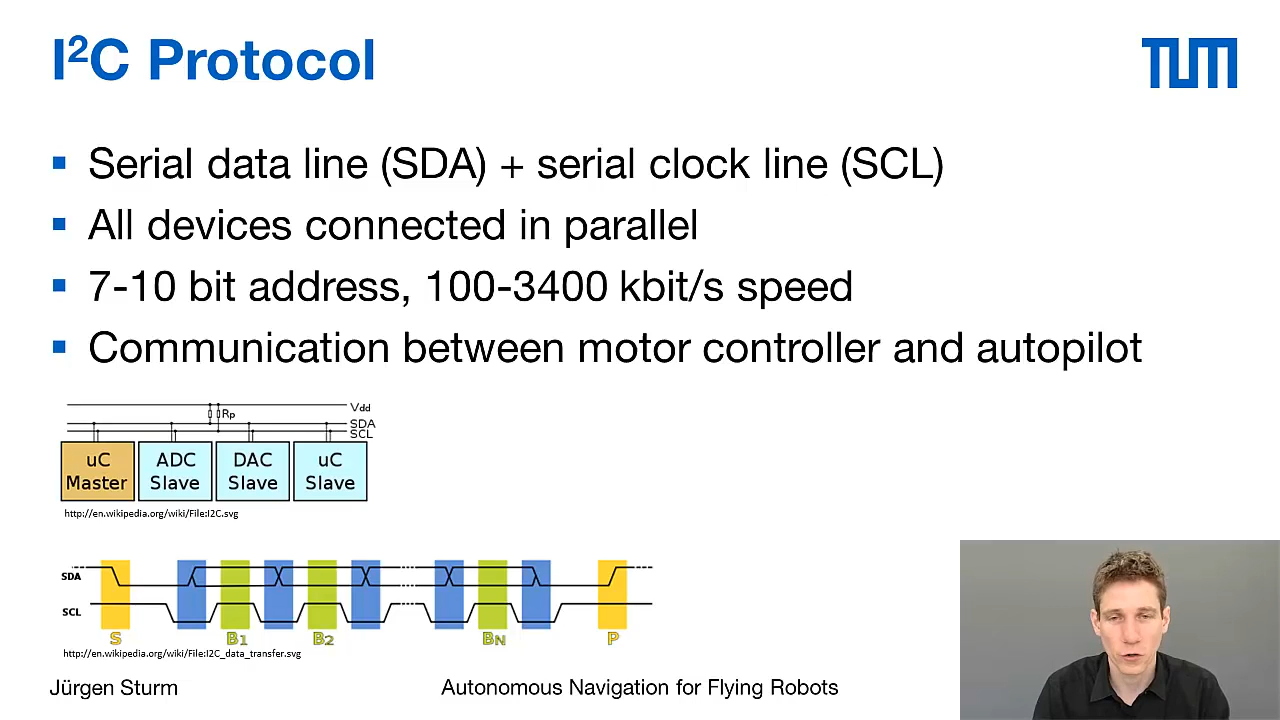 I²C Protocol
TUM
Serial data line (SDA) + serial clock line (SCL)
All devices connected in parallel
7-10 bit address, 100-3400 kbit/s speed
Communication between motor controller and autopilot
Vdd
Rp
SDA
SCL
uC Master
ADC Slave
DAC Slave
uC Slave
http://en.wikipedia.org/wiki/File:I2C.svg
SDA
SCL
S B1 B2 BN P
http://en.wikipedia.org/wiki/File:I2C_data_transfer.svg
Jürgen Sturm
Autonomous Navigation for Flying Robots